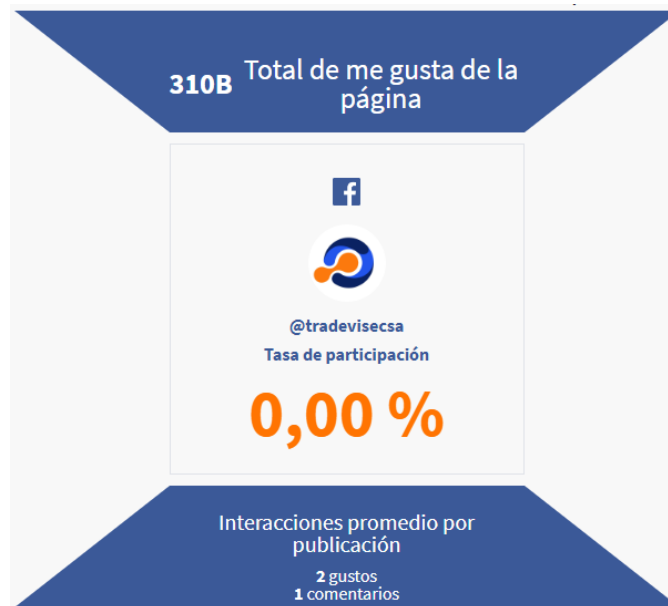 310B Total de me gusta de la
página
@tradevisecsa
Tasa de participación
0,00 %
Interacciones promedio por
publicación
2 gustos
1 comentarios